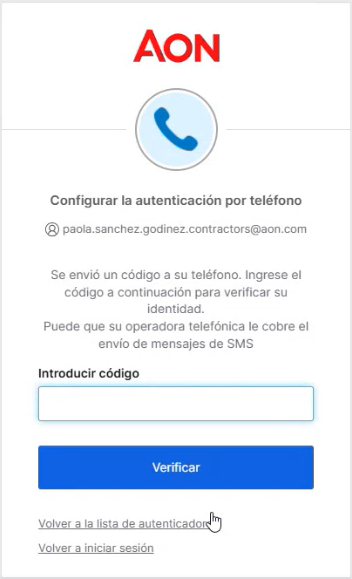 AON
Configurar la autenticación por teléfono
paola.sanchez.godinez.contractors@aon.com
Se envió un código a su teléfono. Ingrese el
código a continuación para verificar su
identidad.
Puede que su operadora telefónica le cobre el
envío de mensajes de SMS
Introducir código
Verificar
Volver a la lista de autenticador
Volver a iniciar sesión